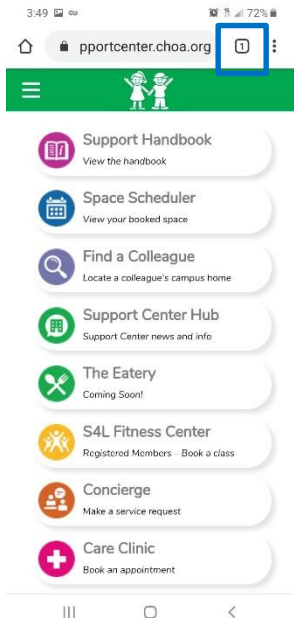 3:49 72%
pportcenter.choa.org 1
Support Handbook
View the handbook
Space Scheduler
View your booked space
Find a Colleague
Locate a colleague's campus home
Support Center Hub
Support Center news and info
The Eatery
Coming Soon!
S4L Fitness Center
Registered Members – Book a class
Concierge
Make a service request
Care Clinic
Book an appointment